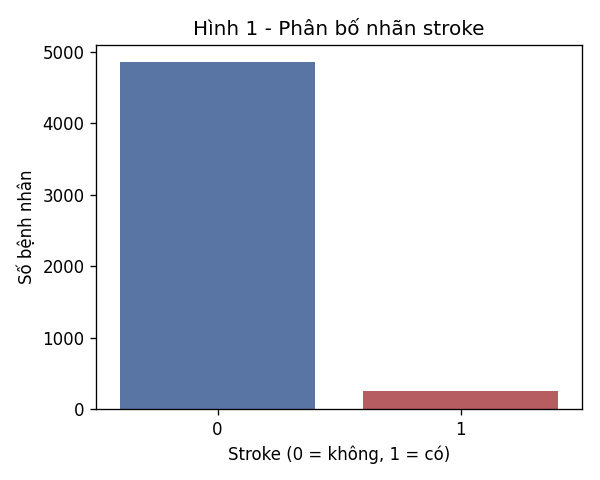 Hình 1 - Phân bố nhãn stroke
Số bệnh nhân
5000
4000
3000
2000
1000
0
0 1
Stroke (0 = không, 1 = có)